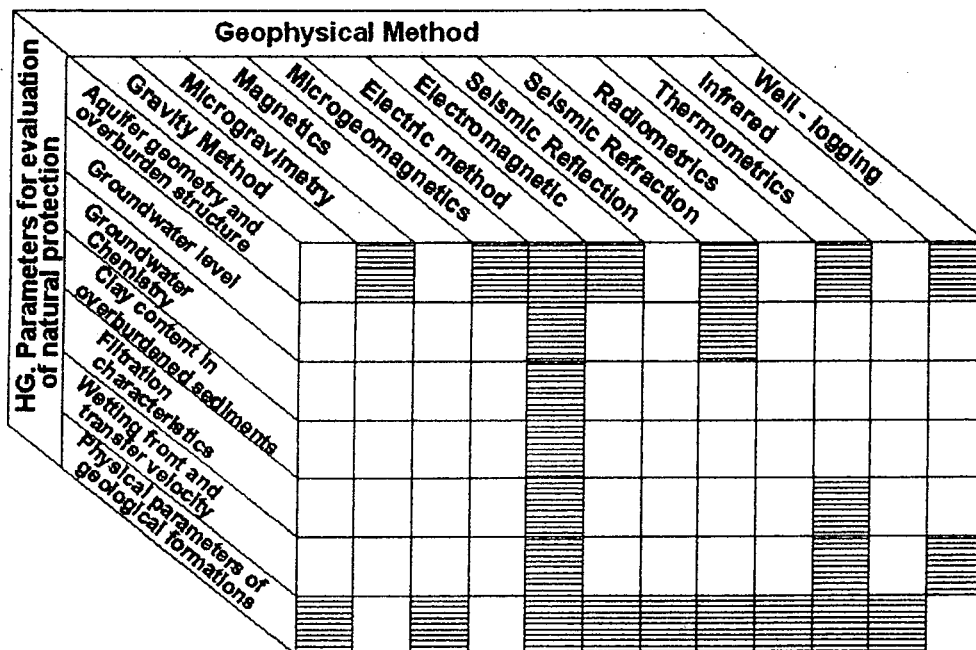 Geophysical Method
Gravity Method
Microgravimetry
Magnetics
Microgeomagnetics
Electric method
Electromagnetic
Seismic Reflection
Seismic Refraction
Radiometrics
Thermometrics
Infrared
Well - logging
HG. Parameters for evaluation
of natural protection
Aquifer geometry and
overburden structure
Groundwater level
Groundwater
Chemistry
Clay content in
overburdened sediments
Filtration
characteristics
Wetting front and
transfer velocity
Physical parameters of
geological formations